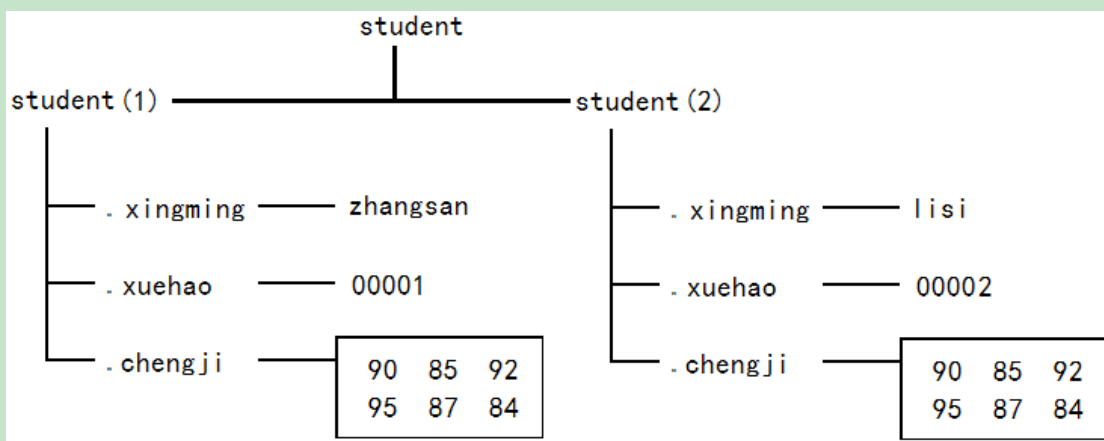 student
student(1) student(2)
.xingming zhangsan .xingming lisi
.xuehao 00001 .xuehao 00002
.chengji 90 85 92 .chengji 90 85 92
95 87 84 95 87 84